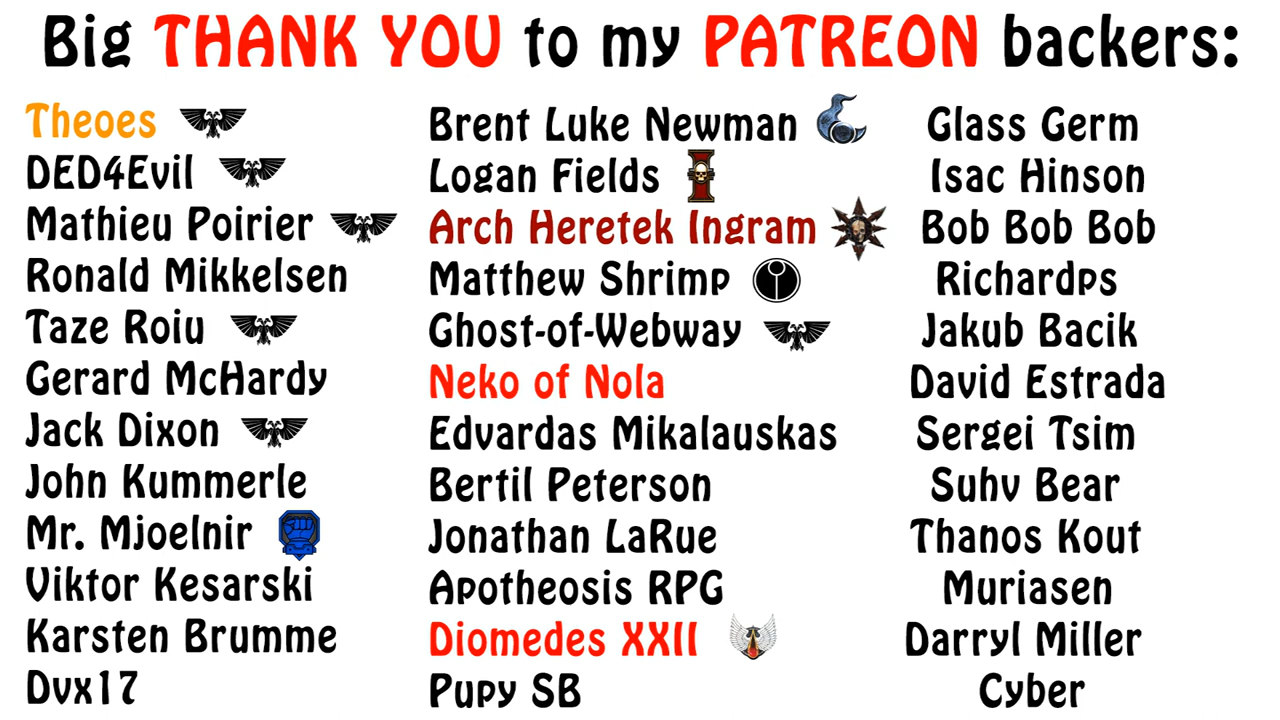 Big THANK YOU to my PATREON backers:
Theoes
DED4Evil
Mathieu Poirier
Ronald Mikkelsen
Taze Roiu
Gerard McHardy
Jack Dixon
John Kummerle
Mr. Mjoelnir
Viktor Kesarski
Karsten Brumme
Dvx17
Brent Luke Newman
Logan Fields
Arch Heretek Ingram
Matthew Shrimp
Ghost-of-Webway
Neko of Nola
Edvardas Mikalauskas
Bertil Peterson
Jonathan LaRue
Apotheosis RPG
Diomedes XXII
Pupy SB
Glass Germ
Isac Hinson
Bob Bob Bob
Richardps
Jakub Bacik
David Estrada
Sergei Tsim
Suhv Bear
Thanos Kout
Muriasen
Darryl Miller
Cyber